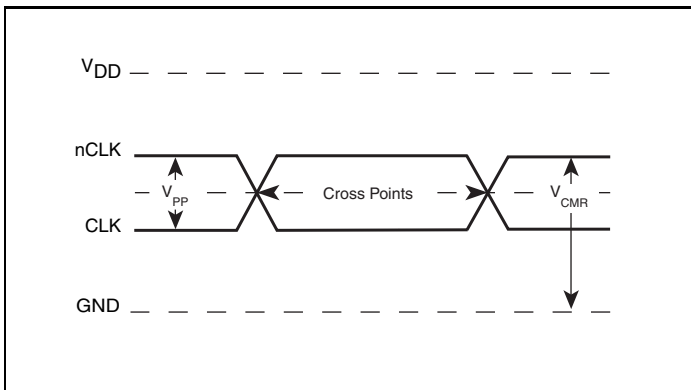 VDD
nCLK
VPP
Cross Points
VCMR
CLK
GND